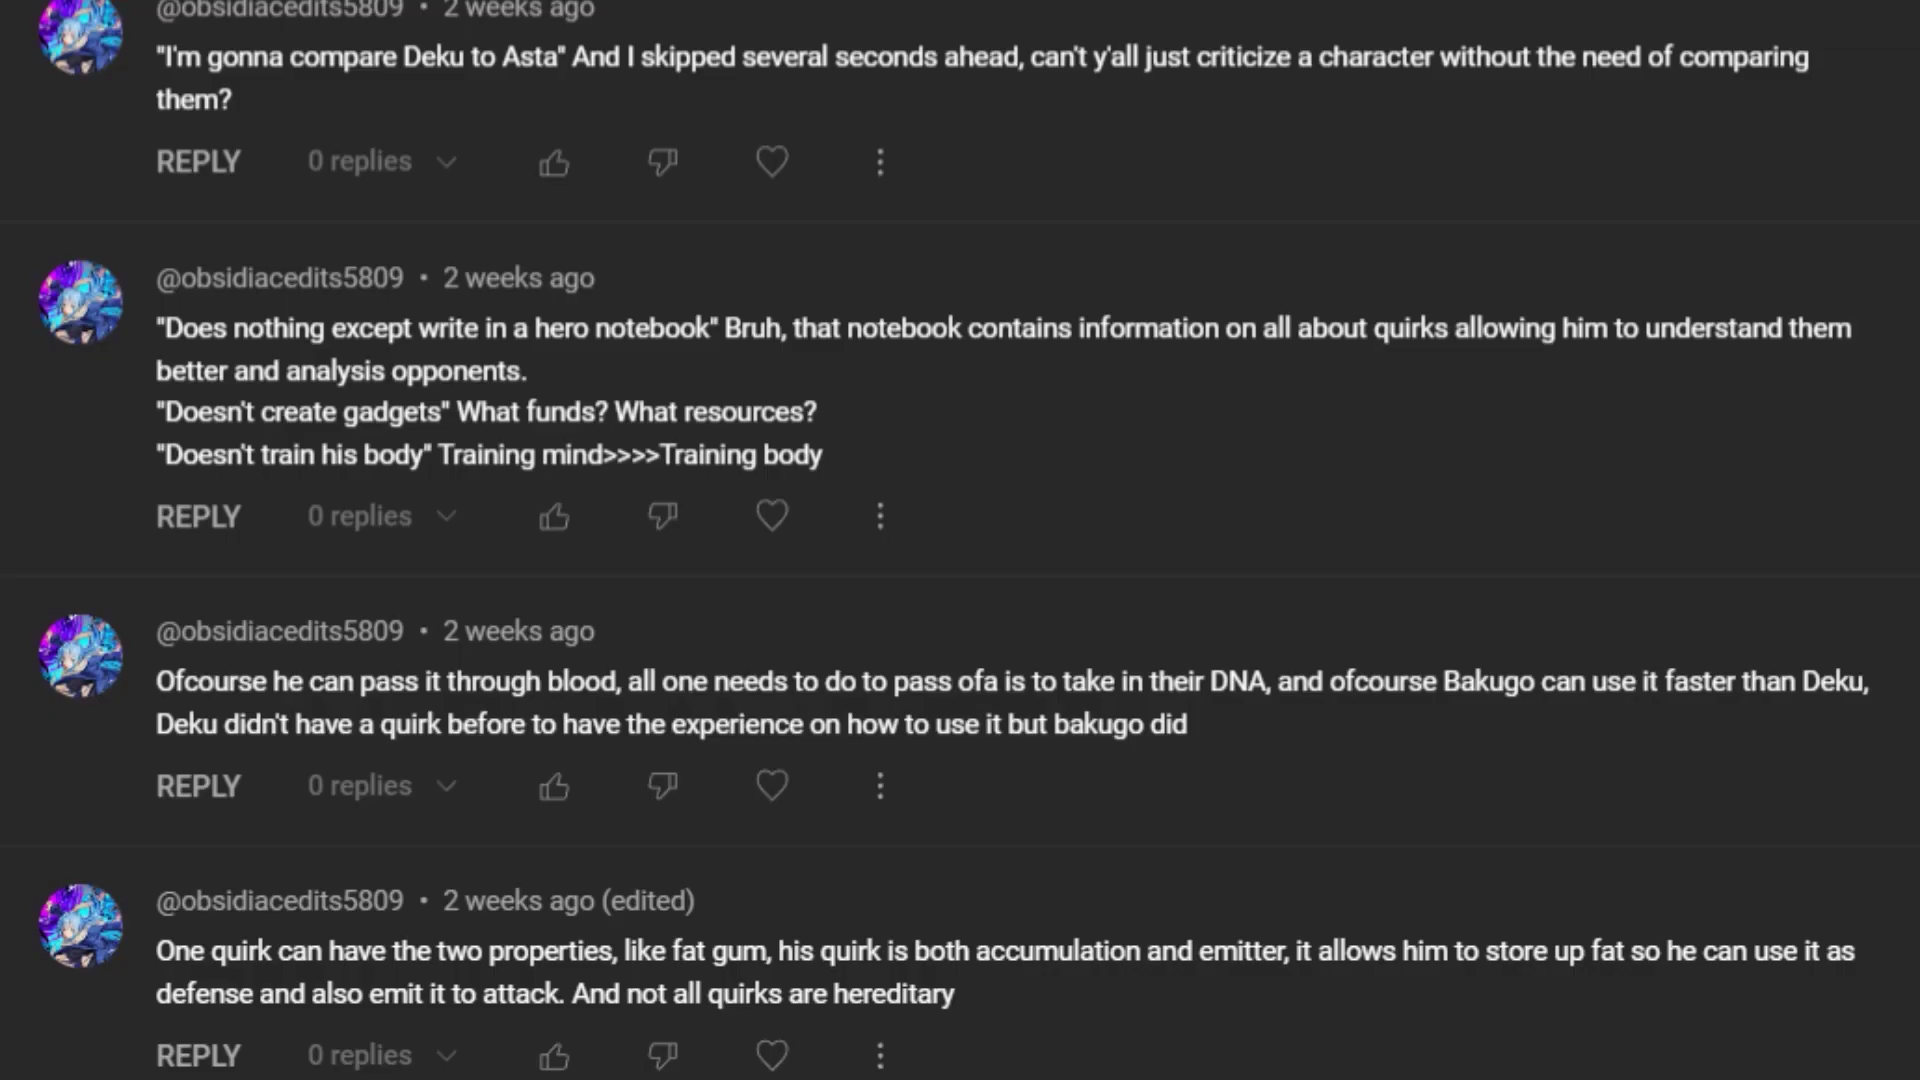 @obsidiacedits5809 • 2 weeks ago
"I'm gonna compare Deku to Asta" And I skipped several seconds ahead, can't y'all just criticize a character without the need of comparing
them?
REPLY 0 replies
@obsidiacedits5809 • 2 weeks ago
"Does nothing except write in a hero notebook" Bruh, that notebook contains information on all about quirks allowing him to understand them
better and analysis opponents.
"Doesn't create gadgets" What funds? What resources?
"Doesn't train his body" Training mind>>>>Training body
REPLY 0 replies
@obsidiacedits5809 • 2 weeks ago
Ofcourse he can pass it through blood, all one needs to do to pass ofa is to take in their DNA, and ofcourse Bakugo can use it faster than Deku,
Deku didn't have a quirk before to have the experience on how to use it but bakugo did
REPLY 0 replies
@obsidiacedits5809 • 2 weeks ago (edited)
One quirk can have the two properties, like fat gum, his quirk is both accumulation and emitter, it allows him to store up fat so he can use it as
defense and also emit it to attack. And not all quirks are hereditary
REPLY 0 replies